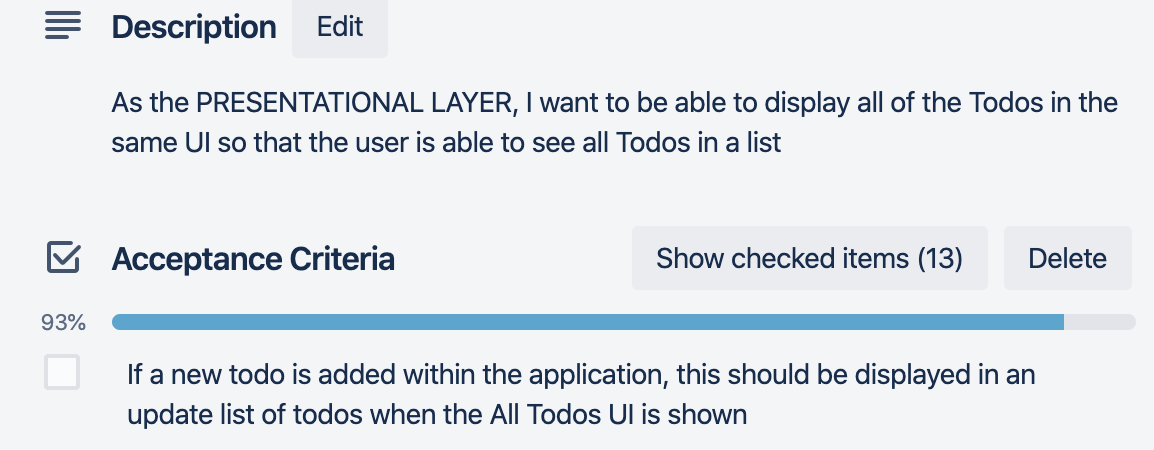 Description Edit
As the PRESENTATIONAL LAYER, I want to be able to display all of the Todos in the
same UI so that the user is able to see all Todos in a list
Acceptance Criteria Show checked items (13) Delete
93%
If a new todo is added within the application, this should be displayed in an
update list of todos when the All Todos UI is shown